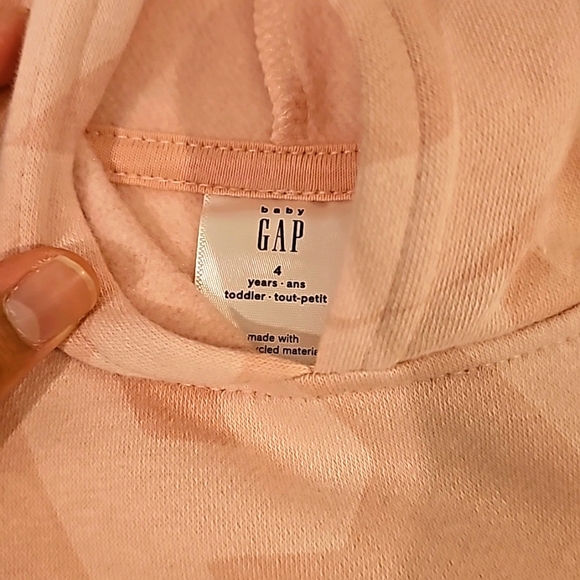 baby
GAP
4
years · ans
toddler · tout-petit
made with